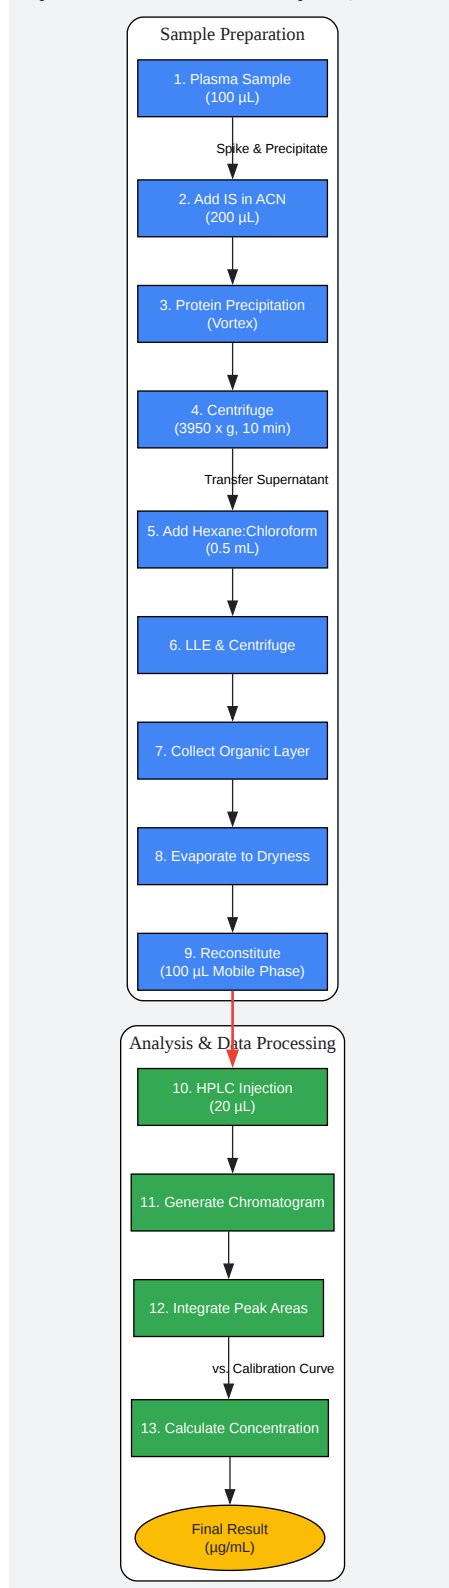 Sample Preparation
1. Plasma Sample
(100 µL)
Spike & Precipitate
2. Add IS in ACN
(200 µL)
3. Protein Precipitation
(Vortex)
4. Centrifuge
(3950 x g, 10 min)
Transfer Supernatant
5. Add Hexane:Chloroform
(0.5 mL)
6. LLE & Centrifuge
7. Collect Organic Layer
8. Evaporate to Dryness
9. Reconstitute
(100 µL Mobile Phase)
Analysis & Data Processing
10. HPLC Injection
(20 µL)
11. Generate Chromatogram
12. Integrate Peak Areas
vs. Calibration Curve
13. Calculate Concentration
Final Result
(µg/mL)